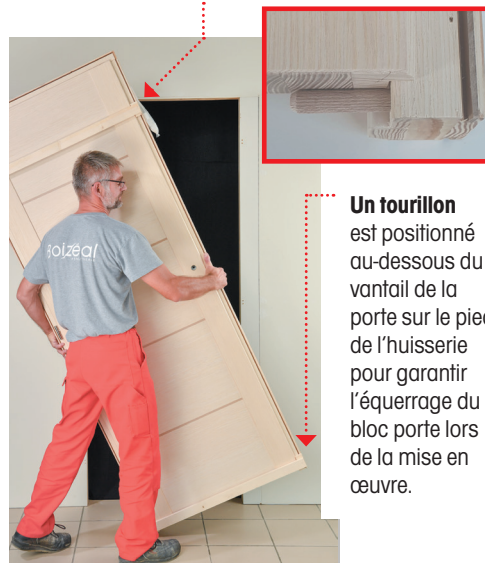 Boizéal
Un tourillon
est positionné
au-dessous du
vantail de la
porte sur le
de l'huisserie
pour garantir
l'équerrage du
bloc porte lors
de la mise en
œuvre.